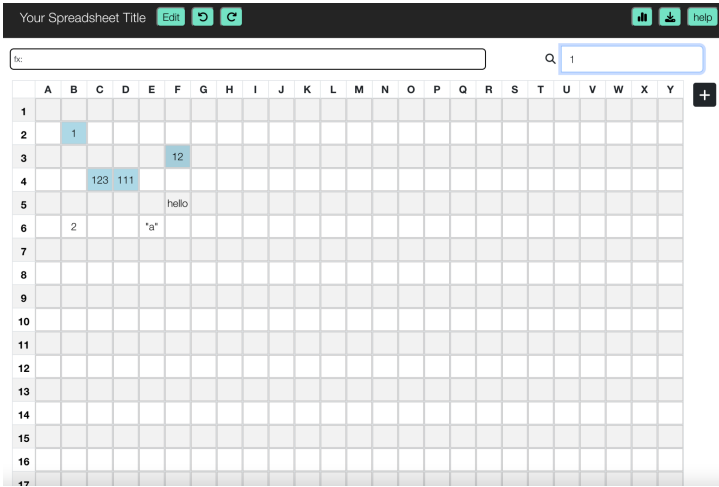 Your Spreadsheet Title Edit help
fx: 1
A B C D E F G H I J K L M N O P Q R S T U V W X Y
1
2 1
3 12
4 123 111
5 hello
6 2 "a"
7
8
9
10
11
12
13
14
15
16
17